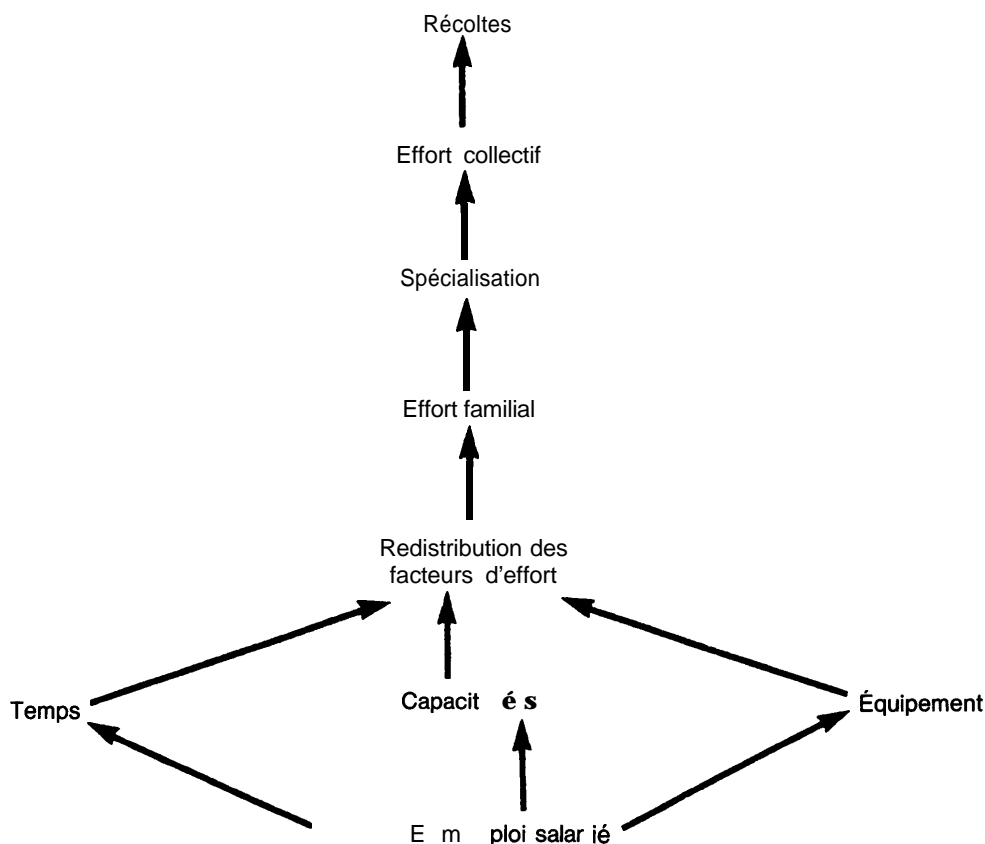 Récoltes
Effort collectif
Spécialisation
Effort familial
Redistribution des
facteurs d'effort
Temps
Capacités
Équipement
Emploi salarié